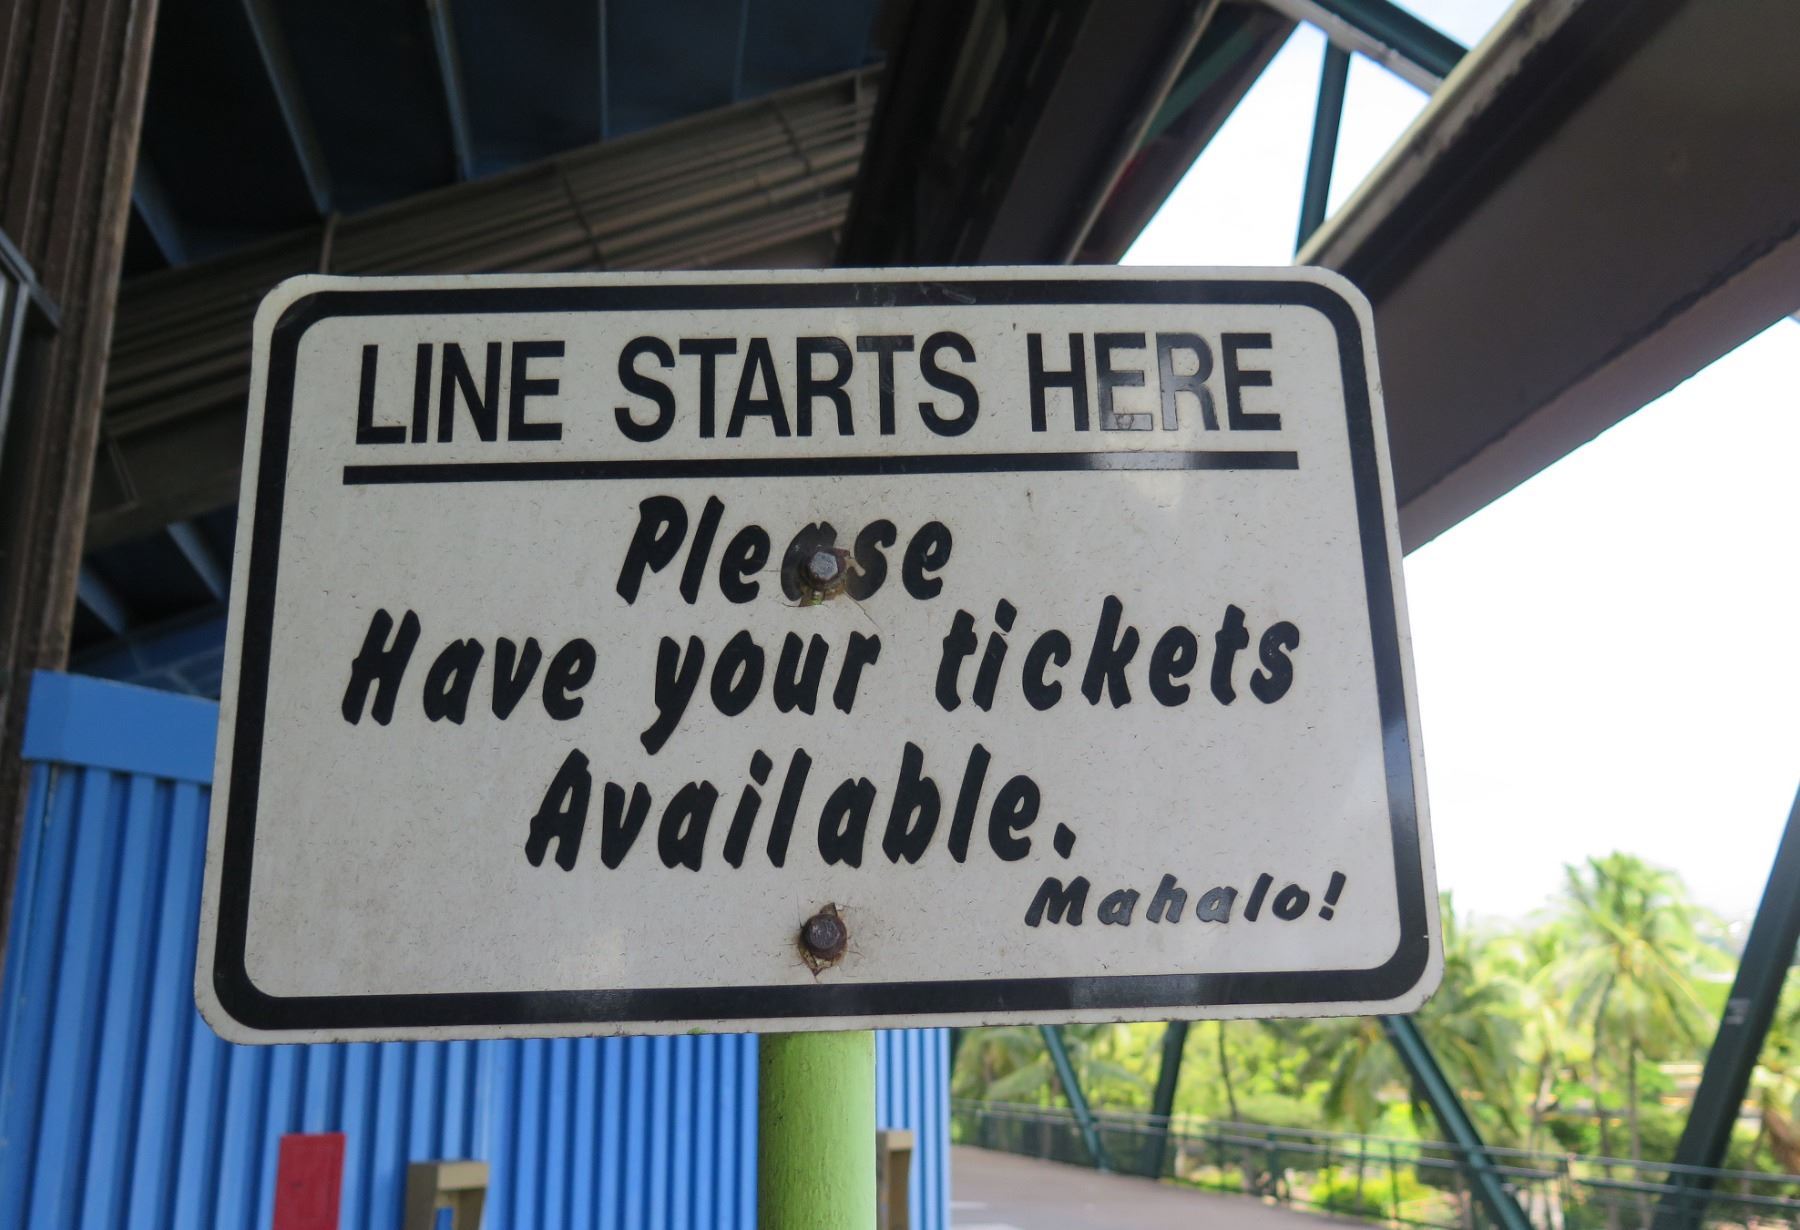 LINE STARTS HERE
Please
Have your tickets
Available.
Mahalo!